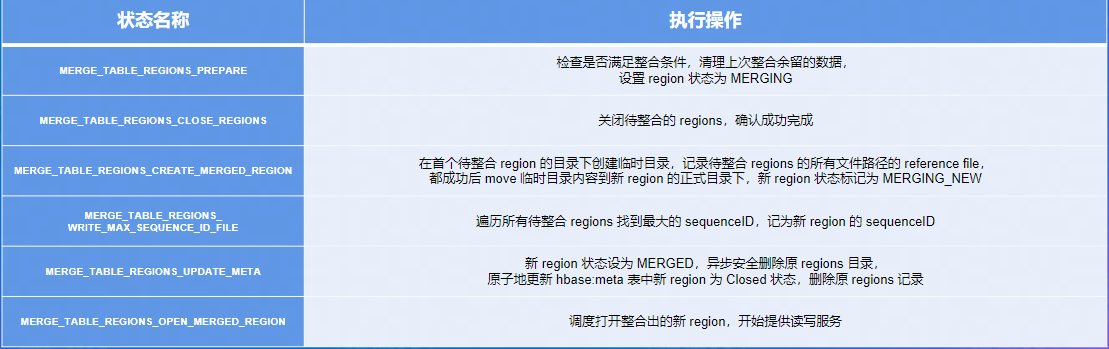 状态名称
执行操作
MERGE_TABLE_REGIONS_PREPARE
检查是否满足整合条件，清理上次整合余留的数据，
设置 region 状态为 MERGING
MERGE_TABLE_REGIONS_CLOSE_REGIONS
关闭待整合的 regions，确认成功完成
MERGE_TABLE_REGIONS_CREATE_MERGED_REGION
在首个待整合 region 的目录下创建临时目录，记录待整合 regions 的所有文件路径的 reference file，
都成功后 move 临时目录内容到新 region 的正式目录下，新 region 状态标记为 MERGING_NEW
MERGE_TABLE_REGIONS_
WRITE_MAX_SEQUENCE_ID_FILE
遍历所有待整合 regions 找到最大的 sequenceID，记为新 region 的 sequenceID
MERGE_TABLE_REGIONS_UPDATE_META
新 region 状态设为 MERGED，异步安全删除原 regions 目录，
原子地更新 hbase:meta 表中新 region 为 Closed 状态，删除原 regions 记录
MERGE_TABLE_REGIONS_OPEN_MERGED_REGION
调度打开整合出的新 region，开始提供读写服务